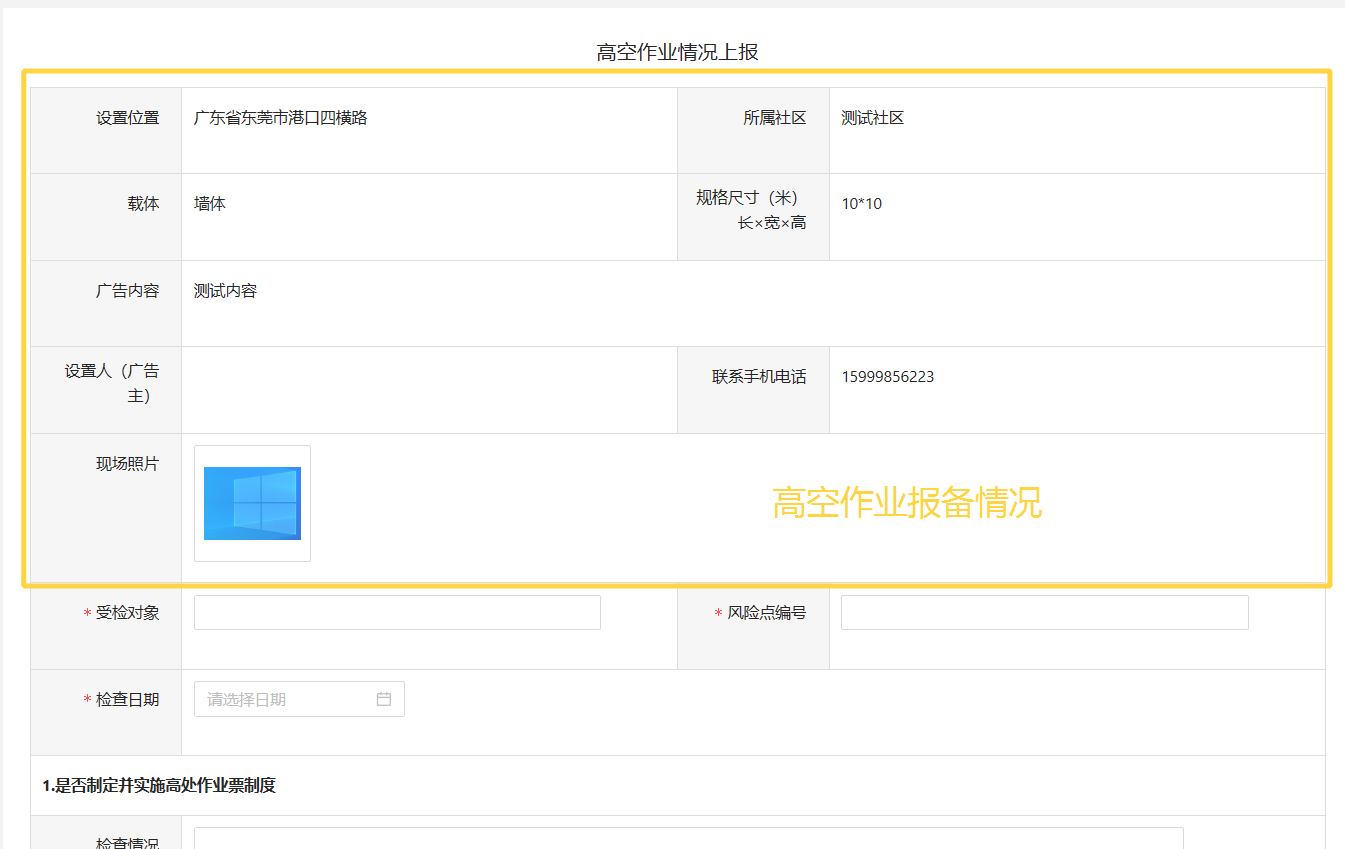 高空作业情况上报
设置位置 广东省东莞市港口四横路 所属社区 测试社区
载体 墙体 规格尺寸（米） 10*10
长×宽×高
广告内容 测试内容
设置人（广告 联系手机电话 15999856223
主）
现场照片
高空作业报备情况
* 受检对象 * 风险点编号
* 检查日期 请选择日期
1.是否制定并实施高处作业票制度
检查情况